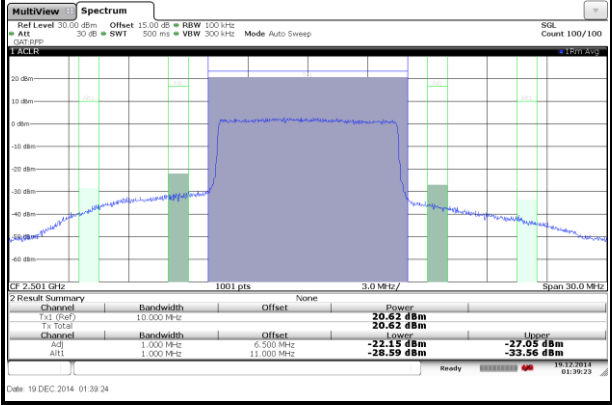 MultiView Spectrum
Ref Level 30.00 dBm Offset 15.00 dB RBW 100 kHz SGL
Att 30 dB SWT 500 ms VBW 300 kHz Mode Auto Sweep Count 100/100
GAT:RFP
1 ACLR 1Rm Avg
20 dBm
10 dBm
0 dBm
-10 dBm
-20 dBm
-30 dBm
-40 dBm
-50 dBm
-60 dBm
CF 2.501 GHz 1001 pts 3.0 MHz/ Span 30.0 MHz
2 Result Summary None
Channel Bandwidth Offset Power
Tx1 (Ref) 10.000 MHz 20.62 dBm
Tx Total 20.62 dBm
Channel Bandwidth Offset Lower Upper
Adj 1.000 MHz 6.500 MHz -22.15 dBm -27.05 dBm
Alt1 1.000 MHz 11.000 MHz -28.59 dBm -33.56 dBm
Ready 19.12.2014
01:39:23
Date: 19.DEC.2014 01:39:24